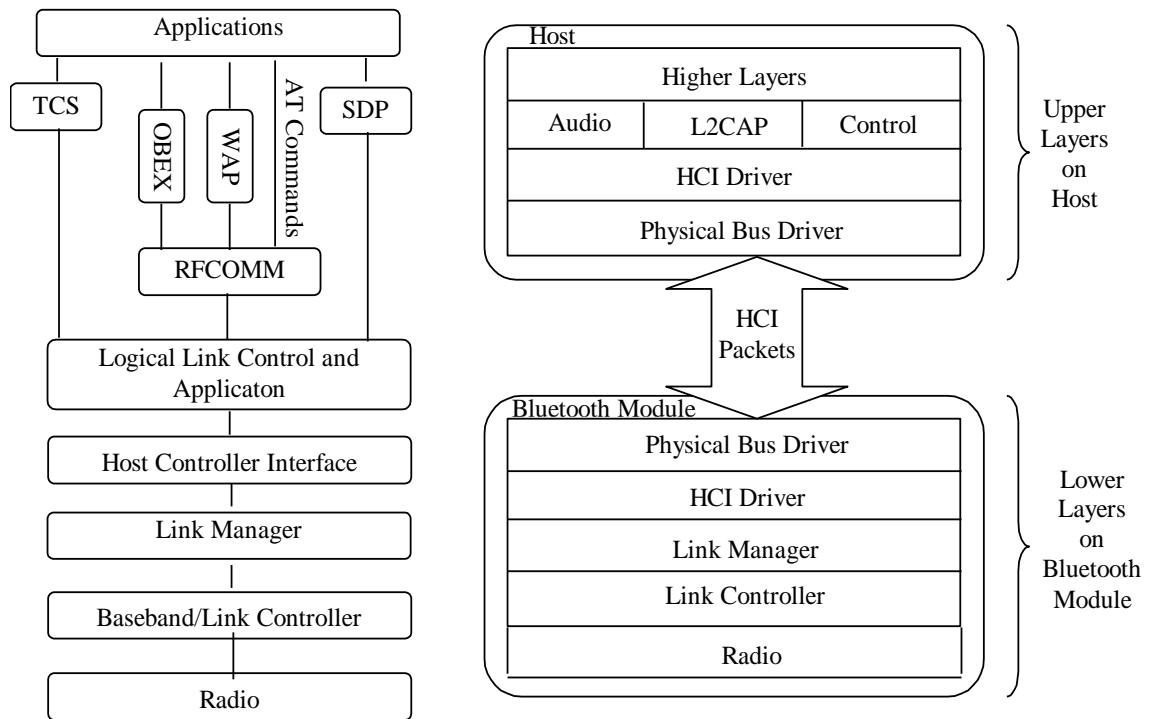 Applications
TCS
OBEX
WAP
AT Commands
SDP
RFCOMM
Logical Link Control and
Applicaton
Host Controller Interface
Link Manager
Baseband/Link Controller
Radio
Host
Higher Layers
Audio
L2CAP
Control
HCI Driver
Physical Bus Driver
Upper
Layers
on
Host
HCI
Packets
Bluetooth Module
Physical Bus Driver
HCI Driver
Link Manager
Link Controller
Radio
Lower
Layers
on
Bluetooth
Module